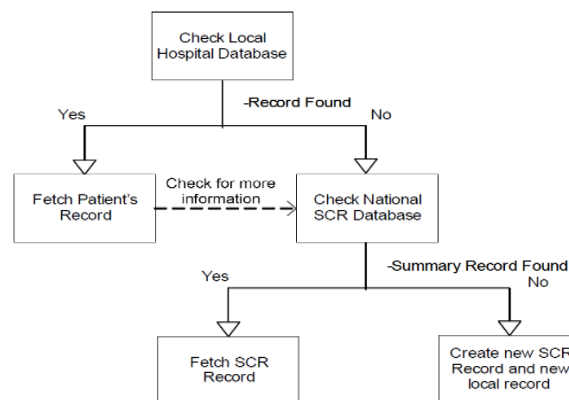 Check Local
Hospital Database
-Record Found
Yes
No
Fetch Patient's
Record
Check for more
information
Check National
SCR Database
-Summary Record Found
Yes
No
Fetch SCR
Record
Create new SCR
Record and new
local record